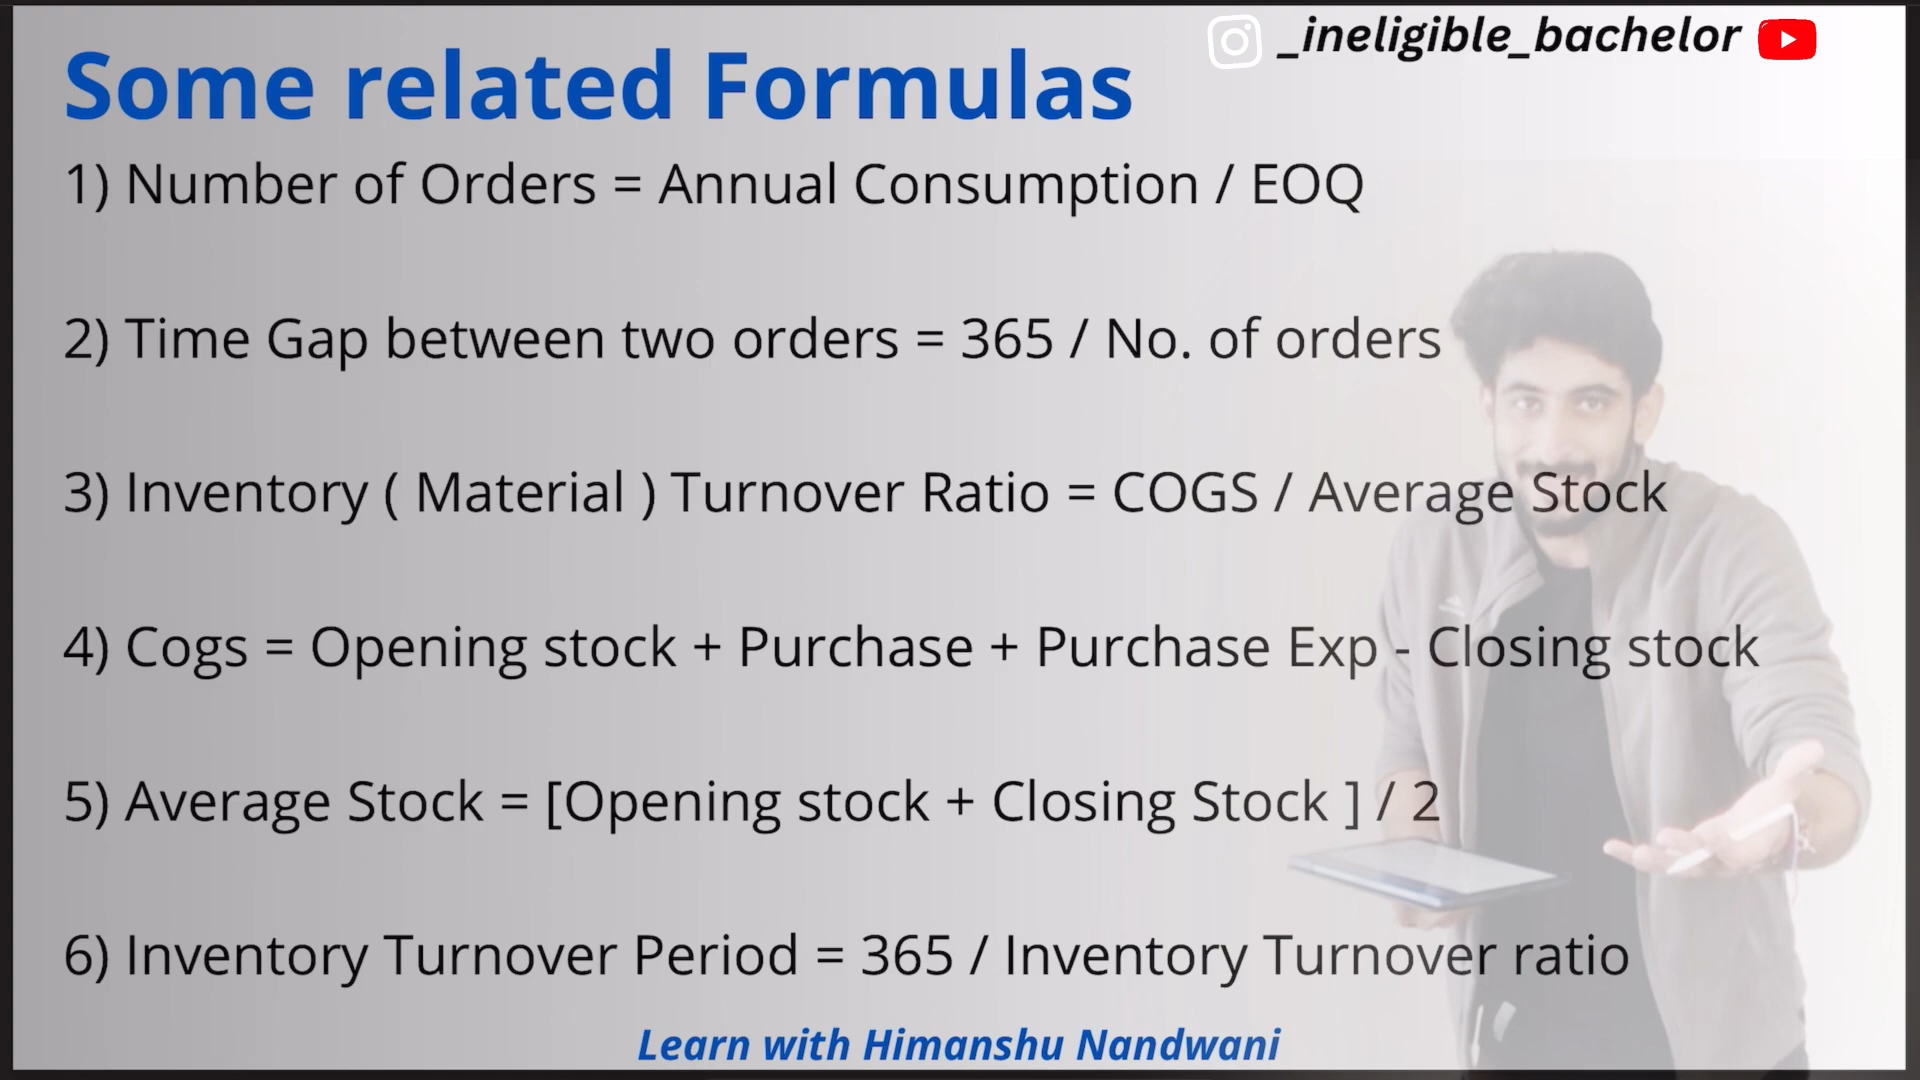 _ineligible_bachelor
Some related Formulas
1) Number of Orders = Annual Consumption / EOQ
2) Time Gap between two orders = 365 / No. of orders
3) Inventory ( Material ) Turnover Ratio = COGS / Average Stock
4) Cogs = Opening stock + Purchase + Purchase Exp - Closing stock
5) Average Stock = [Opening stock + Closing Stock ] / 2
6) Inventory Turnover Period = 365 / Inventory Turnover ratio
Learn with Himanshu Nandwani